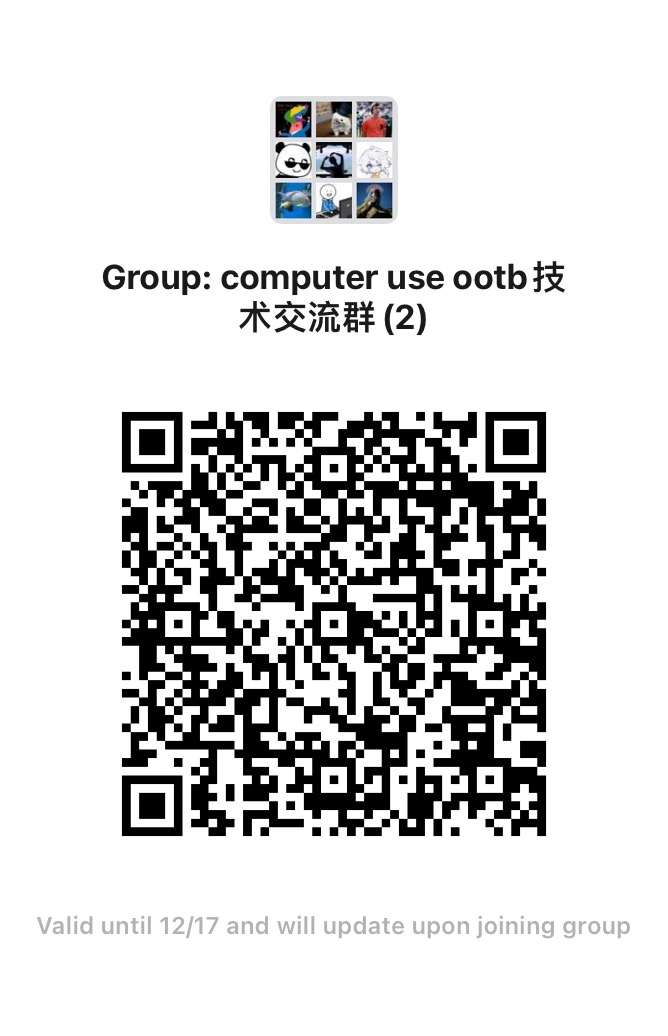 Group: computer use ootb技
术交流群 (2)
Valid until 12/17 and will update upon joining group